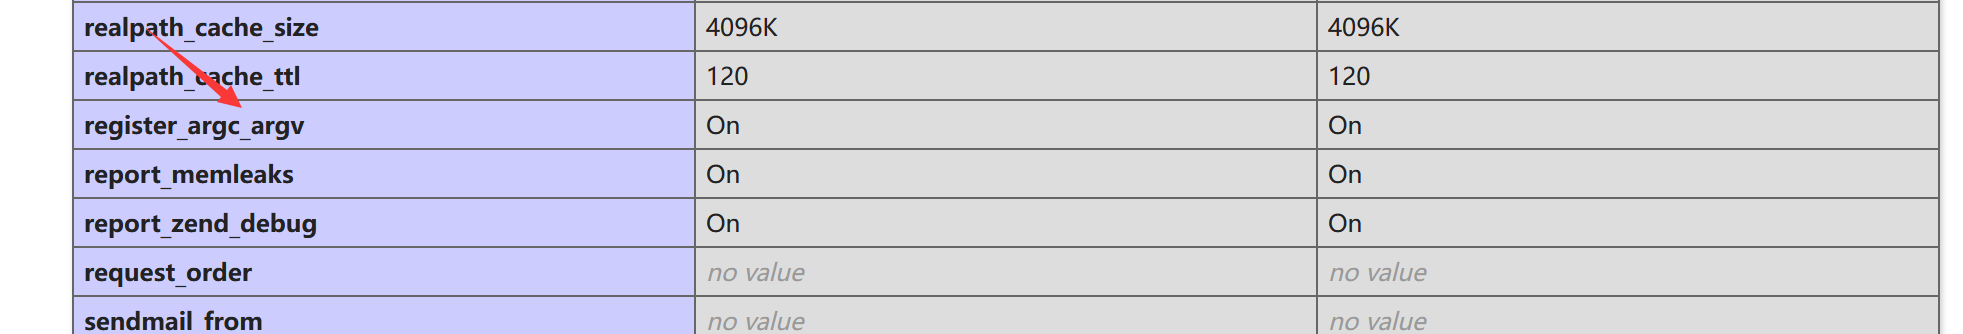 realpath_cache_size 4096K 4096K
realpath_cache_ttl 120 120
register_argc_argv On On
report_memleaks On On
report_zend_debug On On
request_order no value no value
sendmail_from no value no value